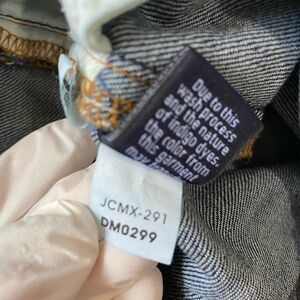 Due to this
wash process
and the nature
of Indigo dyes
the color from
this garment
may
JCMX-291
DM0299